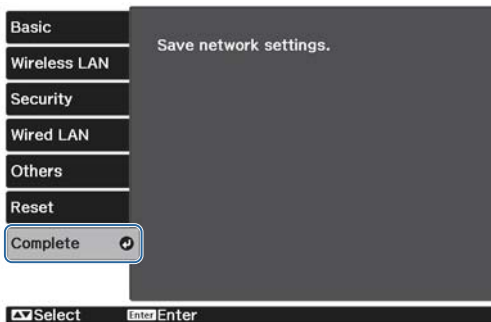 Basic
Save network settings.
Wireless LAN
Security
Wired LAN
Others
Reset
Complete
Select Enter Enter